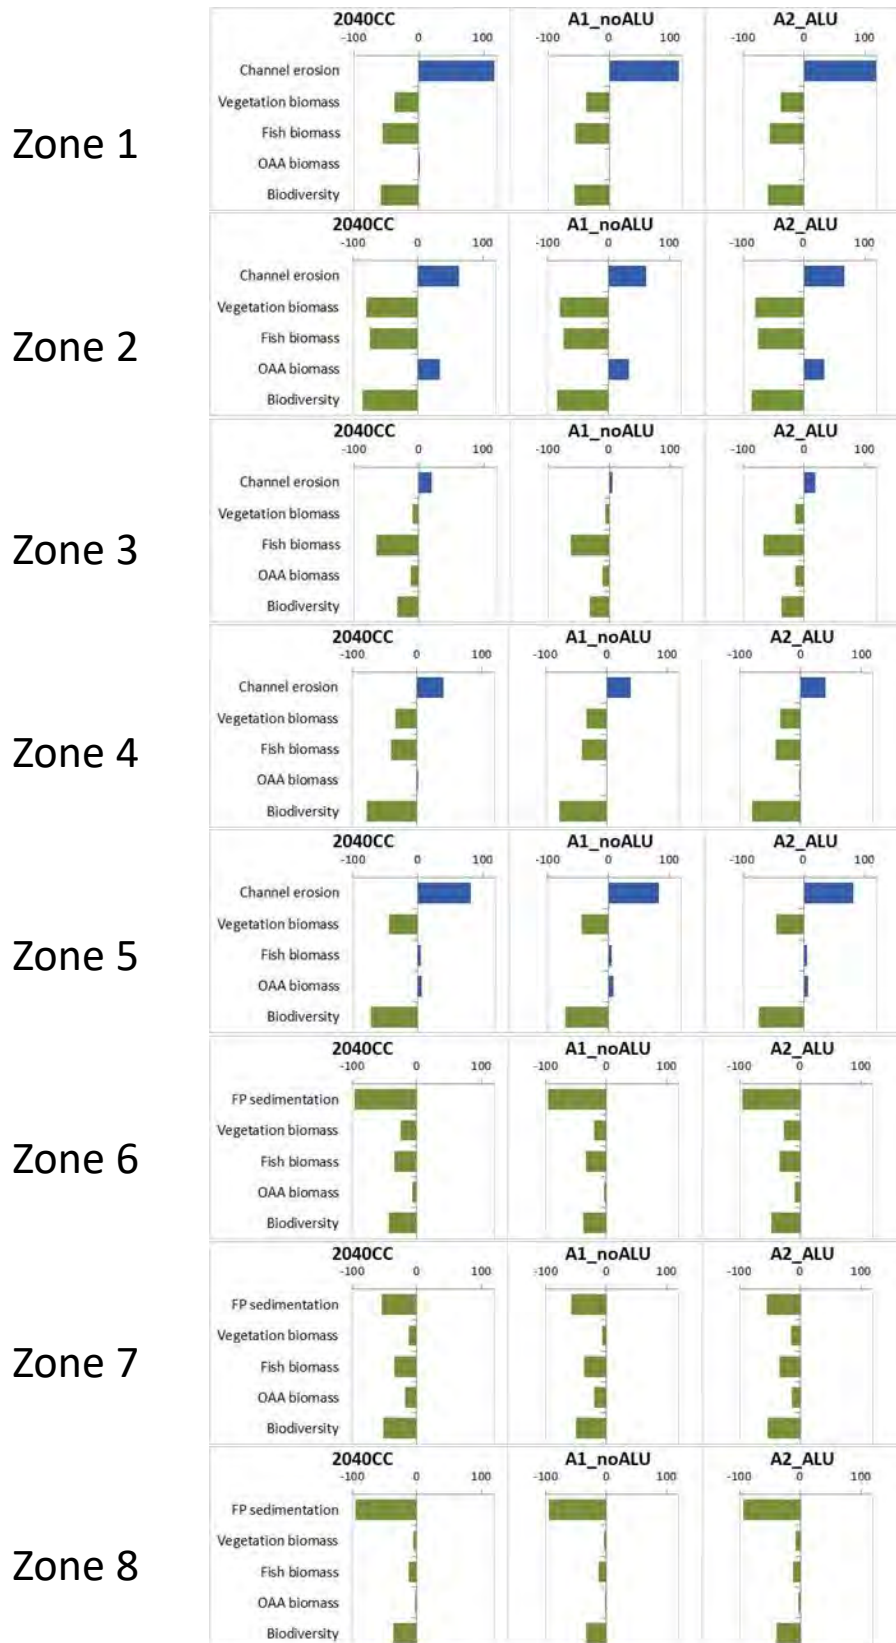 Zone 1
2040CC A1_noALU A2_ALU
-100 0 100 -100 0 100 -100 0 100
Channel erosion
Vegetation biomass
Fish biomass
OAA biomass
Biodiversity
Zone 2
2040CC A1_noALU A2_ALU
-100 0 100 -100 0 100 -100 0 100
Channel erosion
Vegetation biomass
Fish biomass
OAA biomass
Biodiversity
Zone 3
2040CC A1_noALU A2_ALU
-100 0 100 -100 0 100 -100 0 100
Channel erosion
Vegetation biomass
Fish biomass
OAA biomass
Biodiversity
Zone 4
2040CC A1_noALU A2_ALU
-100 0 100 -100 0 100 -100 0 100
Channel erosion
Vegetation biomass
Fish biomass
OAA biomass
Biodiversity
Zone 5
2040CC A1_noALU A2_ALU
-100 0 100 -100 0 100 -100 0 100
Channel erosion
Vegetation biomass
Fish biomass
OAA biomass
Biodiversity
Zone 6
2040CC A1_noALU A2_ALU
-100 0 100 -100 0 100 -100 0 100
FP sedimentation
Vegetation biomass
Fish biomass
OAA biomass
Biodiversity
Zone 7
2040CC A1_noALU A2_ALU
-100 0 100 -100 0 100 -100 0 100
FP sedimentation
Vegetation biomass
Fish biomass
OAA biomass
Biodiversity
Zone 8
2040CC A1_noALU A2_ALU
-100 0 100 -100 0 100 -100 0 100
FP sedimentation
Vegetation biomass
Fish biomass
OAA biomass
Biodiversity